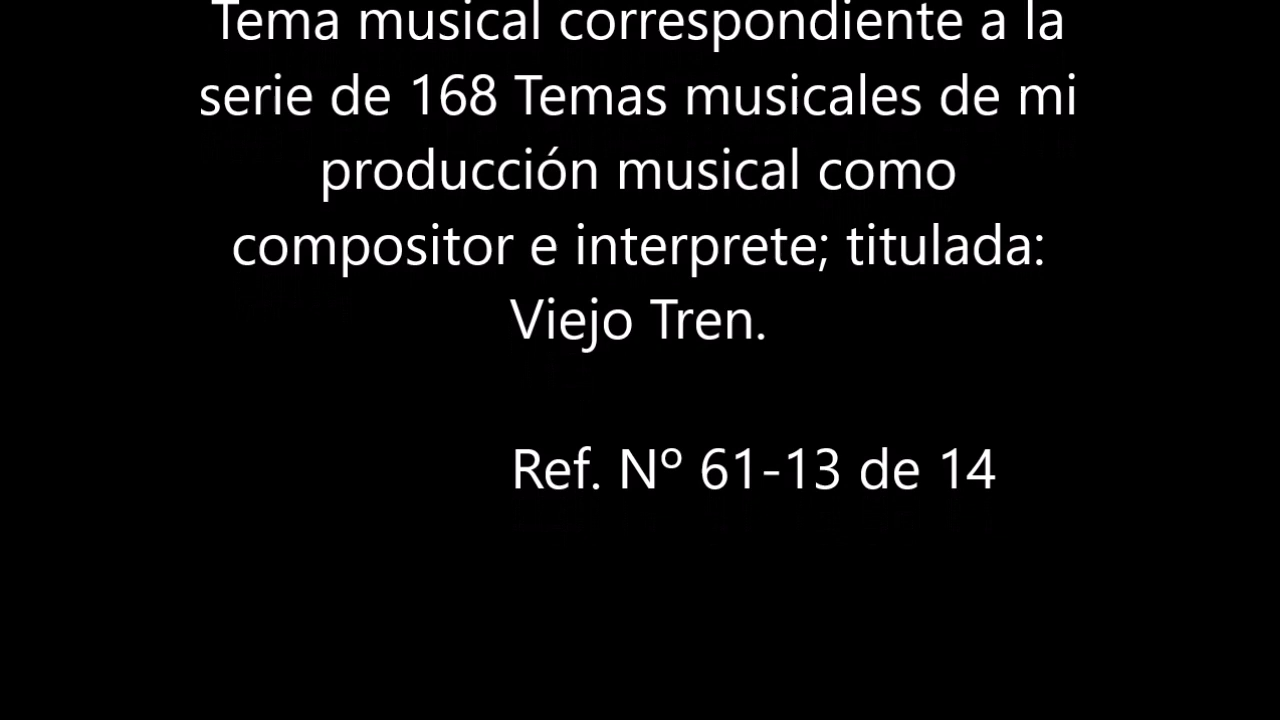 Tema musical correspondiente a la
serie de 168 Temas musicales de mi
producción musical como
compositor e interprete; titulada:
Viejo Tren.
Ref. Nº 61-13 de 14